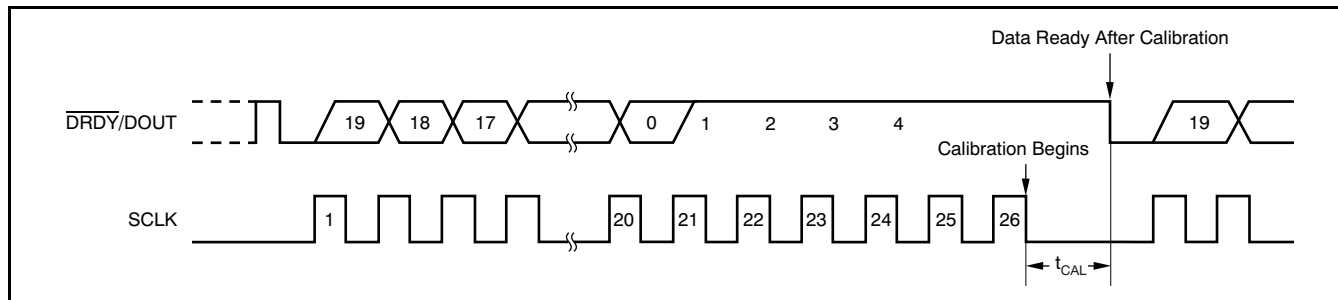 Data Ready After Calibration
DRDY/DOUT 19 18 17 0 1 2 3 4 19
Calibration Begins
SCLK 1 20 21 22 23 24 25 26
tCAL